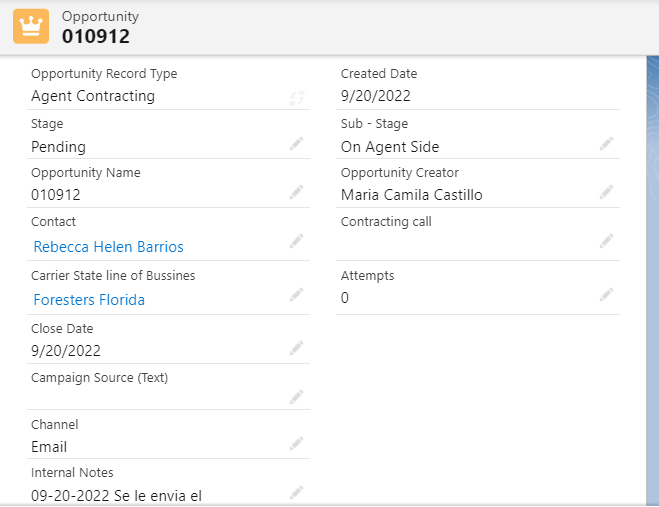 Opportunity
010912
Opportunity Record Type
Agent Contracting
Created Date
9/20/2022
Stage
Pending
Sub - Stage
On Agent Side
Opportunity Name
010912
Opportunity Creator
Maria Camila Castillo
Contact
Rebecca Helen Barrios
Contracting call
Carrier State line of Bussines
Foresters Florida
Attempts
0
Close Date
9/20/2022
Campaign Source (Text)
Channel
Email
Internal Notes
09-20-2022 Se le envia el